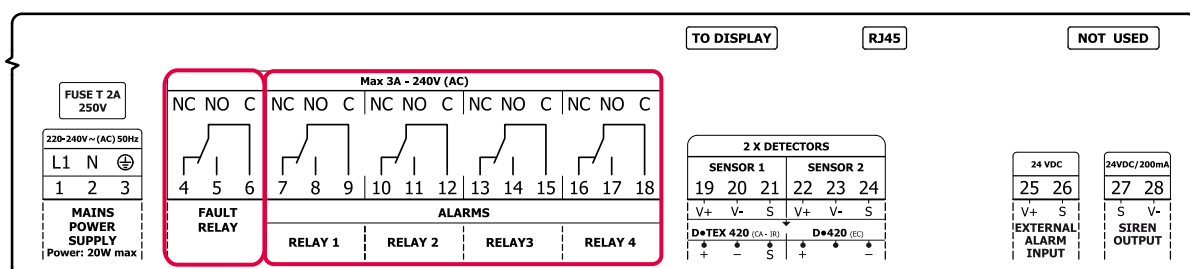 TO DISPLAY RJ45 NOT USED
Max 3A - 240V (AC)
FUSE T 2A
250V
NC NO C NC NO C NC NO C NC NO C NC NO C
220-240V~(AC) 50Hz
L1 N
1 2 3
4 5 6 7 8 9 10 11 12 13 14 15 16 17 18
2 X DETECTORS
SENSOR 1 SENSOR 2
19 20 21 22 23 24
24 VDC 24VDC/200mA
25 26 27 28
MAINS
POWER
SUPPLY
Power: 20W max
FAULT
RELAY
ALARMS
RELAY 1 RELAY 2 RELAY3 RELAY 4
V+ V- S V+ V- S
D•TEX 420 (CA - IR) D•420 (EC)
+ − S + −
V+ S S V-
EXTERNAL
ALARM
INPUT
SIREN
OUTPUT